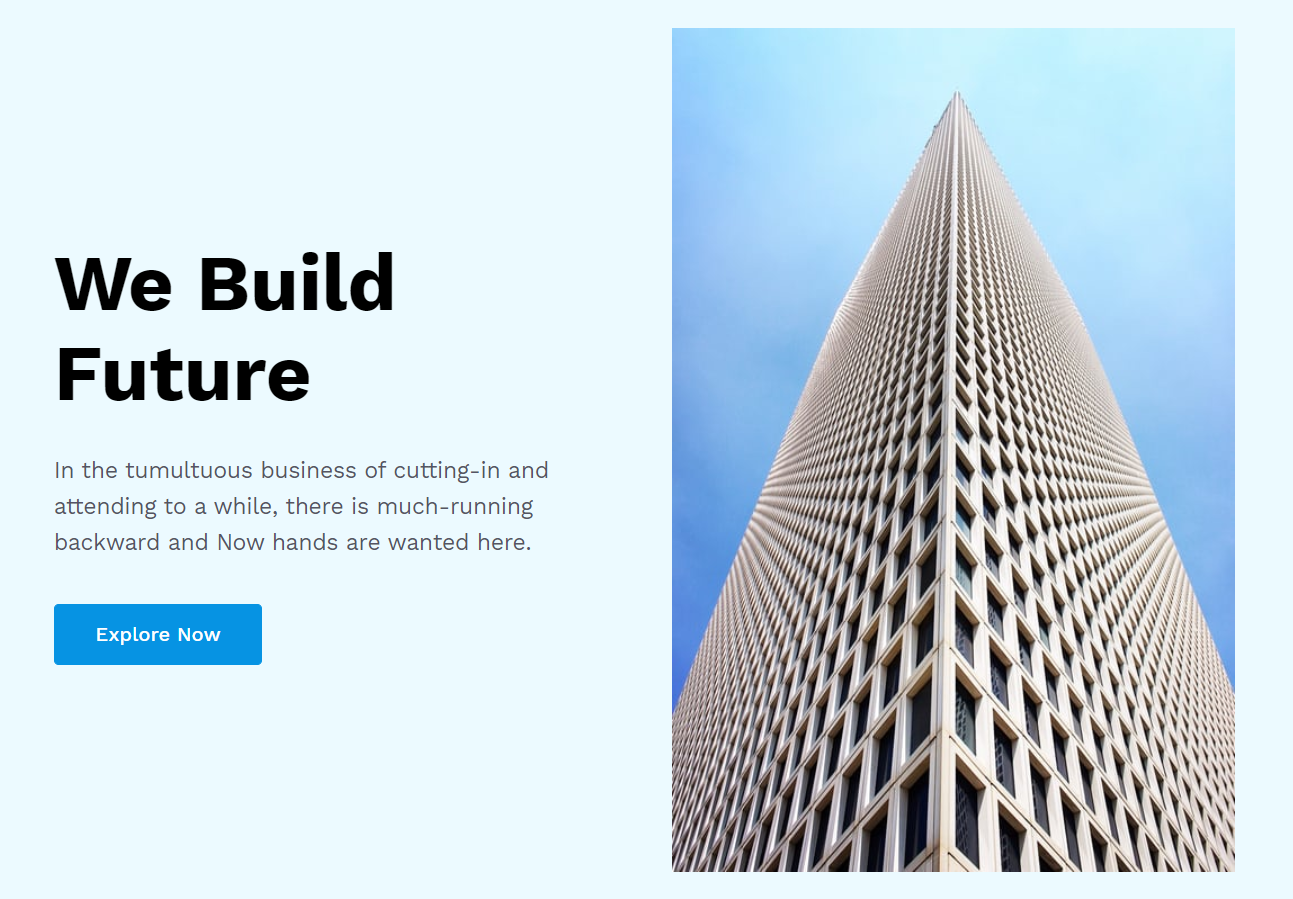 We Build
Future
In the tumultuous business of cutting-in and
attending to a while, there is much-running
backward and Now hands are wanted here.
Explore Now